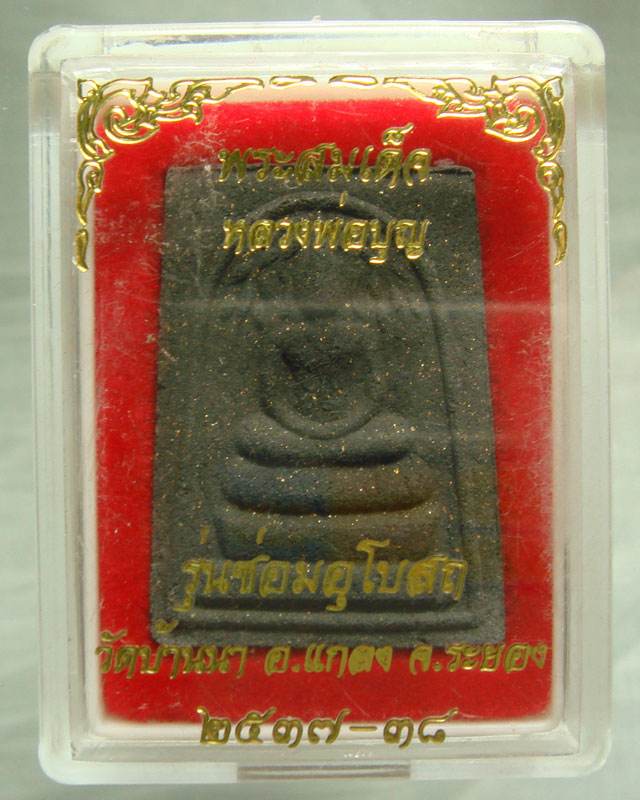 พระสมเด็จ
หลวงพ่อบุญ
รุ่นซ่อมอุโบสถ
วัดบ้านนา อ.แกลง จ.ระยอง
๒๕๓๗-๓๘